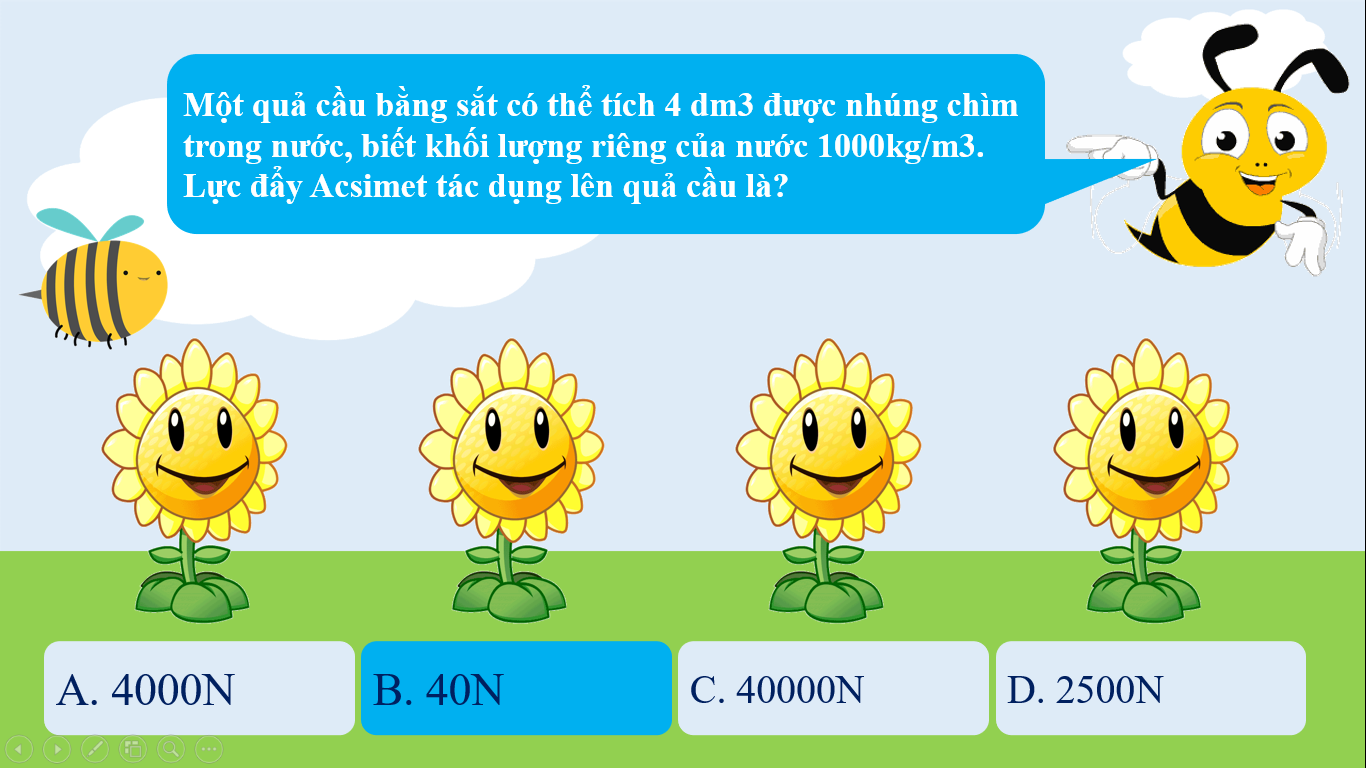 Một quả cầu bằng sắt có thể tích 4 dm3 được nhúng chìm
trong nước, biết khối lượng riêng của nước 1000kg/m3.
Lực đẩy Acsimet tác dụng lên quả cầu là?
A. 4000N
B. 40N
C. 40000N
D. 2500N